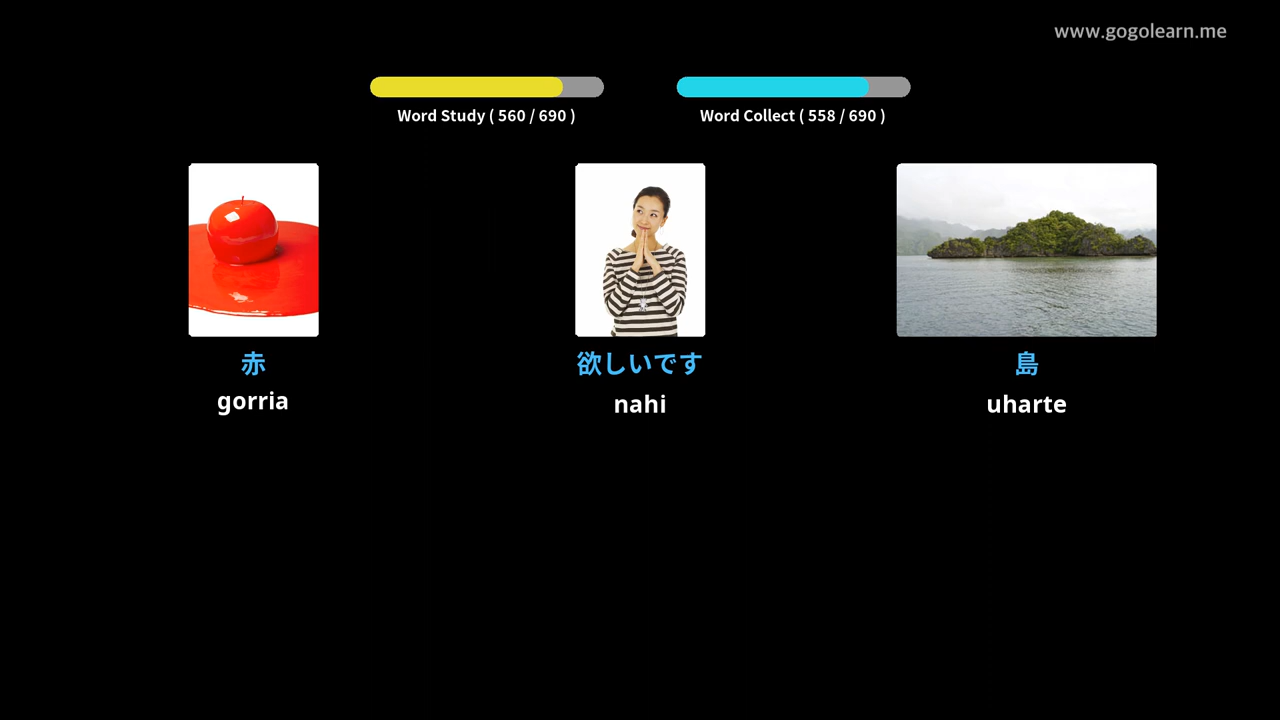 www.gogolearn.me
Word Study ( 560 / 690 )
Word Collect ( 558 / 690 )
赤
欲しいです
島
gorria
nahi
uharte